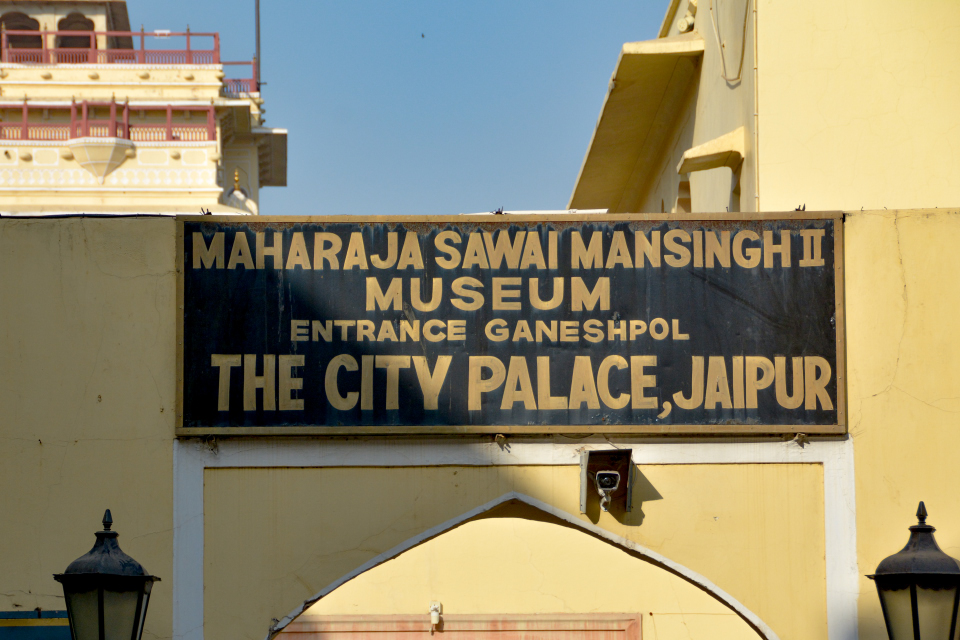 MAHARAJA SAWAI MANSINGH II
MUSEUM
ENTRANCE GANESHPOL
THE CITY PALACE, JAIPUR